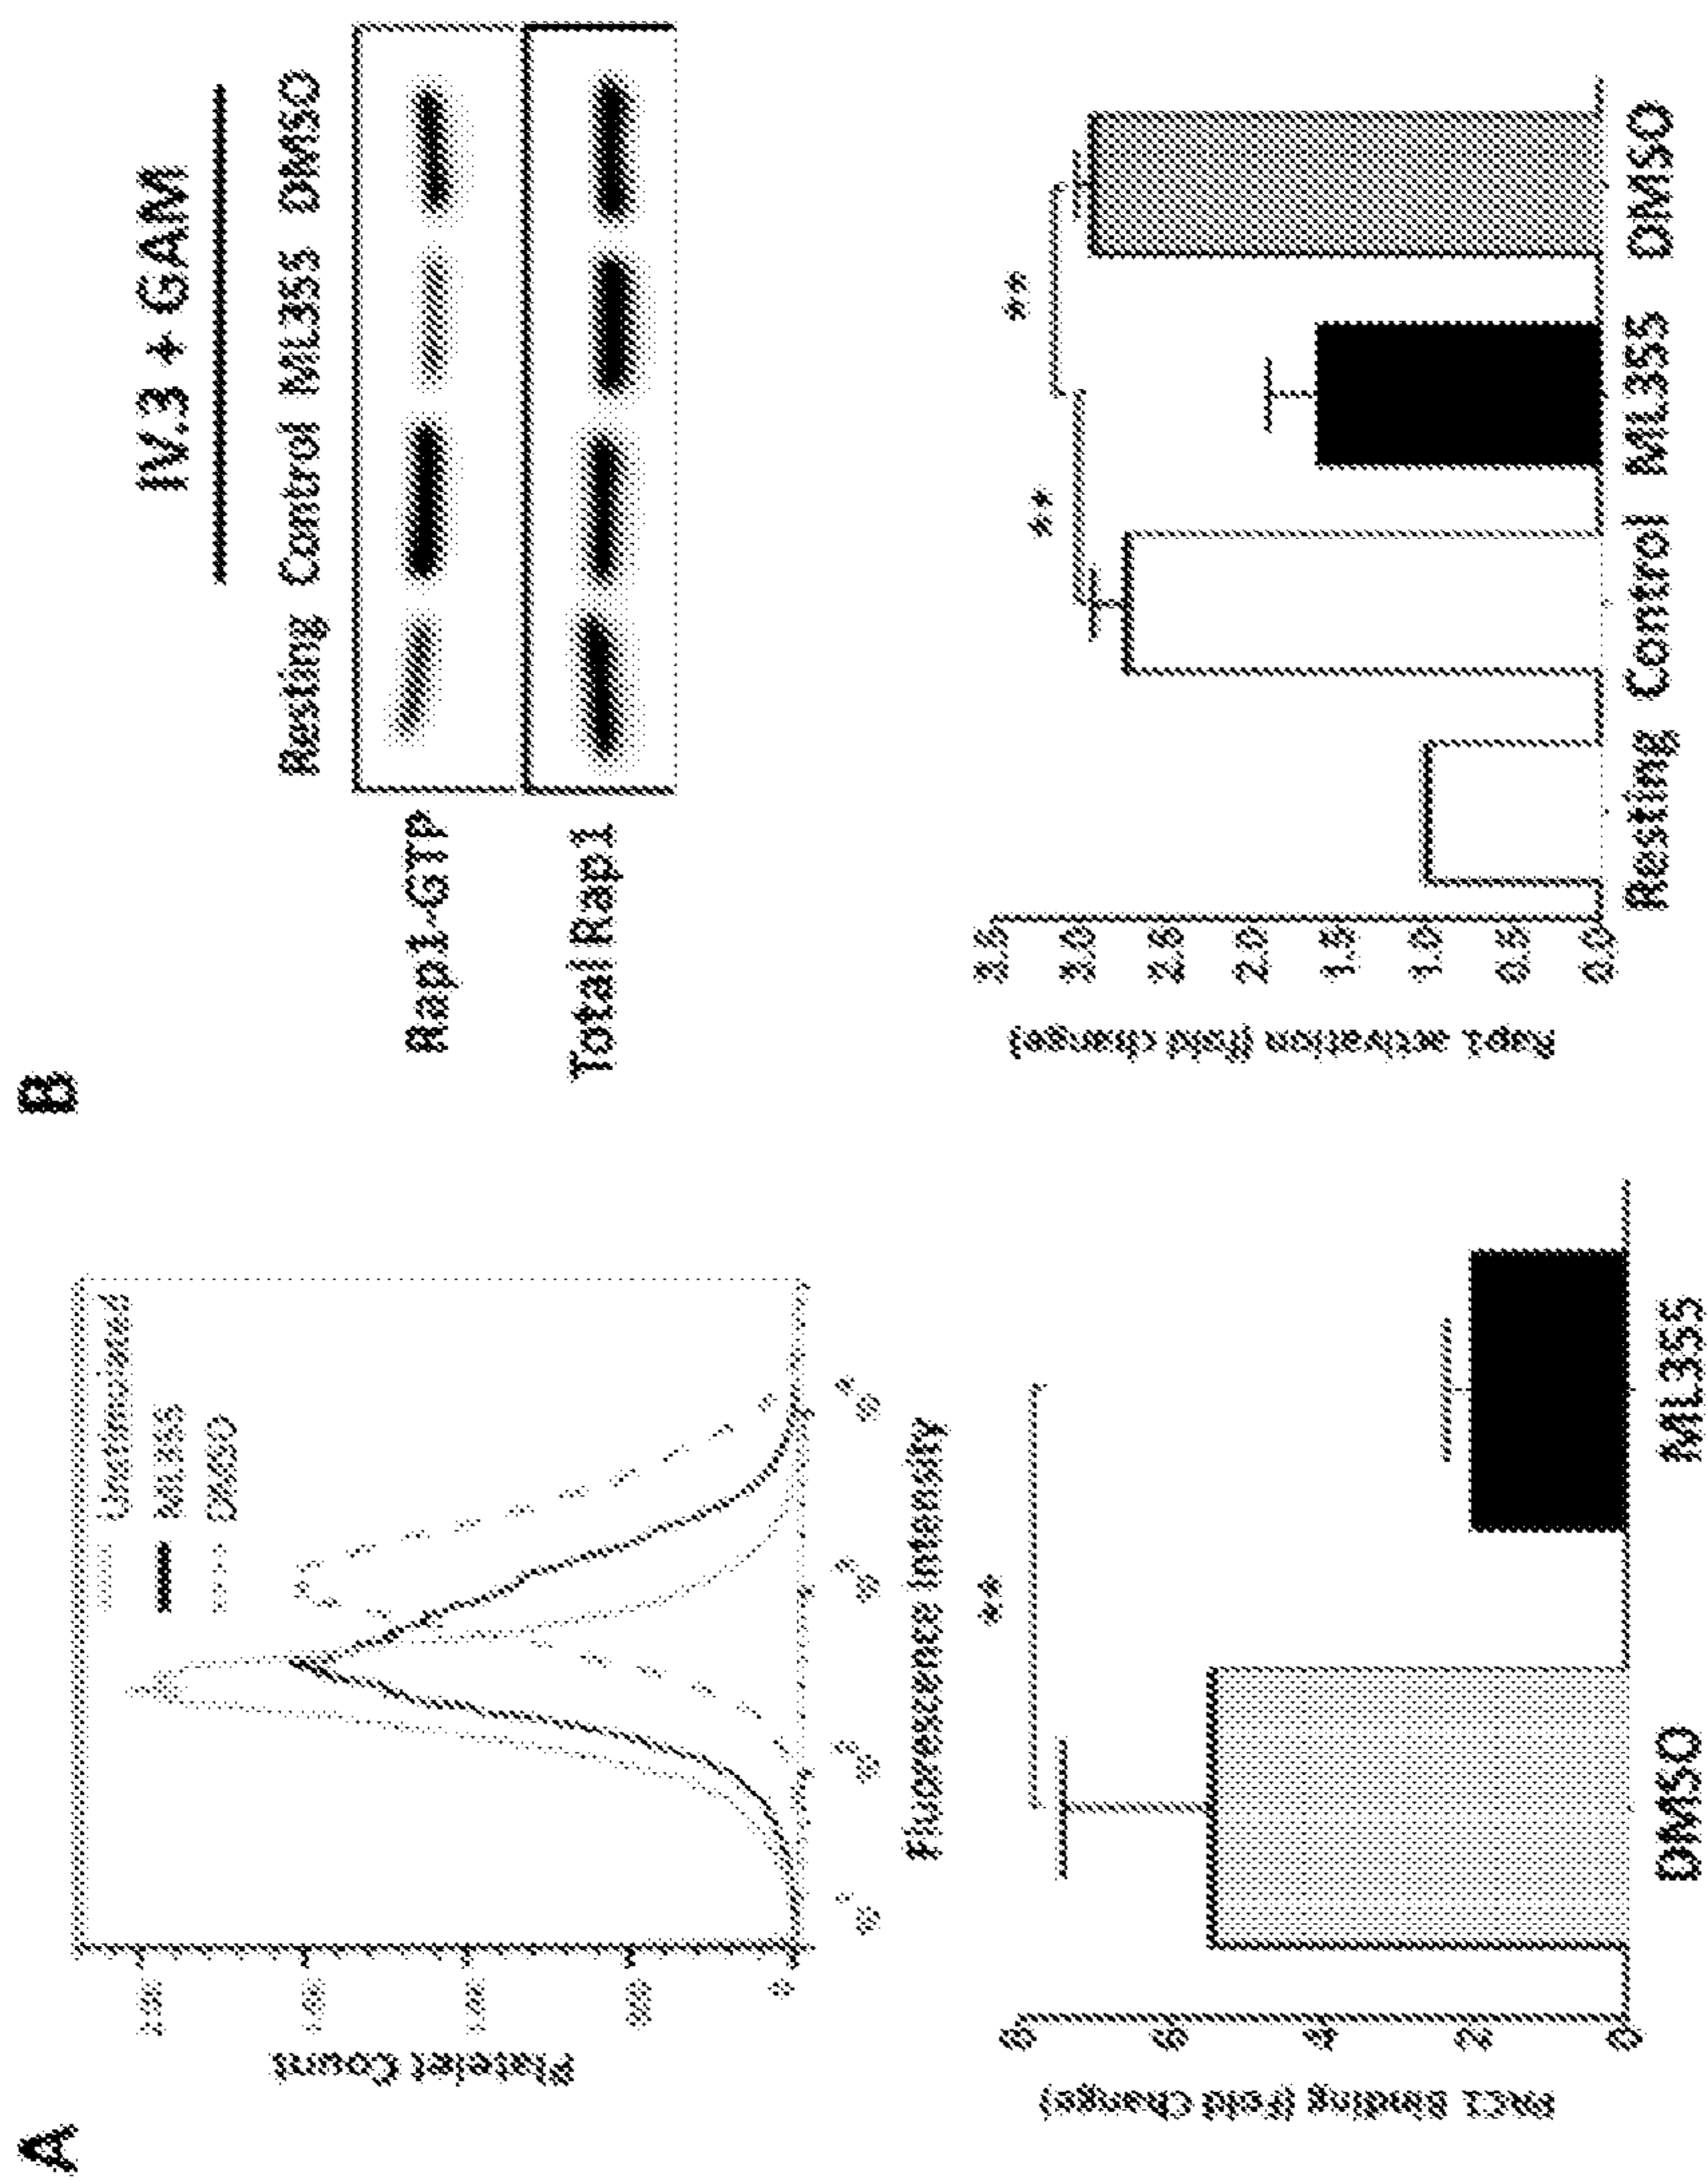 A
Unstimulated
ML355
DMSO
Platelet Count
0
Fluorescence Intensity
PAC1 Binding (Fold Change)
8
6
4
2
0
**
DMSO
ML355
B
IV.3 + GAM
Resting Control ML355 DMSO
Rap1-GTP
Total Rap1
Rap1 activation (fold change)
3.5
3.0
2.5
2.0
1.5
1.0
0.5
0.0
**
**
Resting Control ML355 DMSO